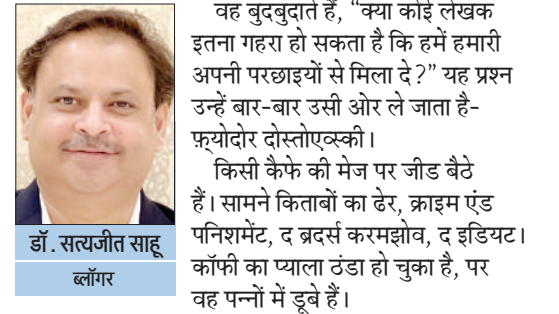 वह बुदबुदाते हैं, “क्या कोई लेखक
इतना गहरा हो सकता है कि हमें हमारी
अपनी परछाइयों से मिला दे?” यह प्रश्न
उन्हें बार-बार उसी ओर ले जाता है-
फ़्योदोर दोस्तोएव्स्की।
किसी कैफे की मेज पर जीड बैठे
हैं। सामने किताबों का ढेर, क्राइम एंड
पनिशमेंट, द ब्रदर्स करमझोव, द इडियट।
कॉफी का प्याला ठंडा हो चुका है, पर
वह पन्नों में डूबे हैं।
डॉ. सत्यजीत साहू
ब्लॉगर